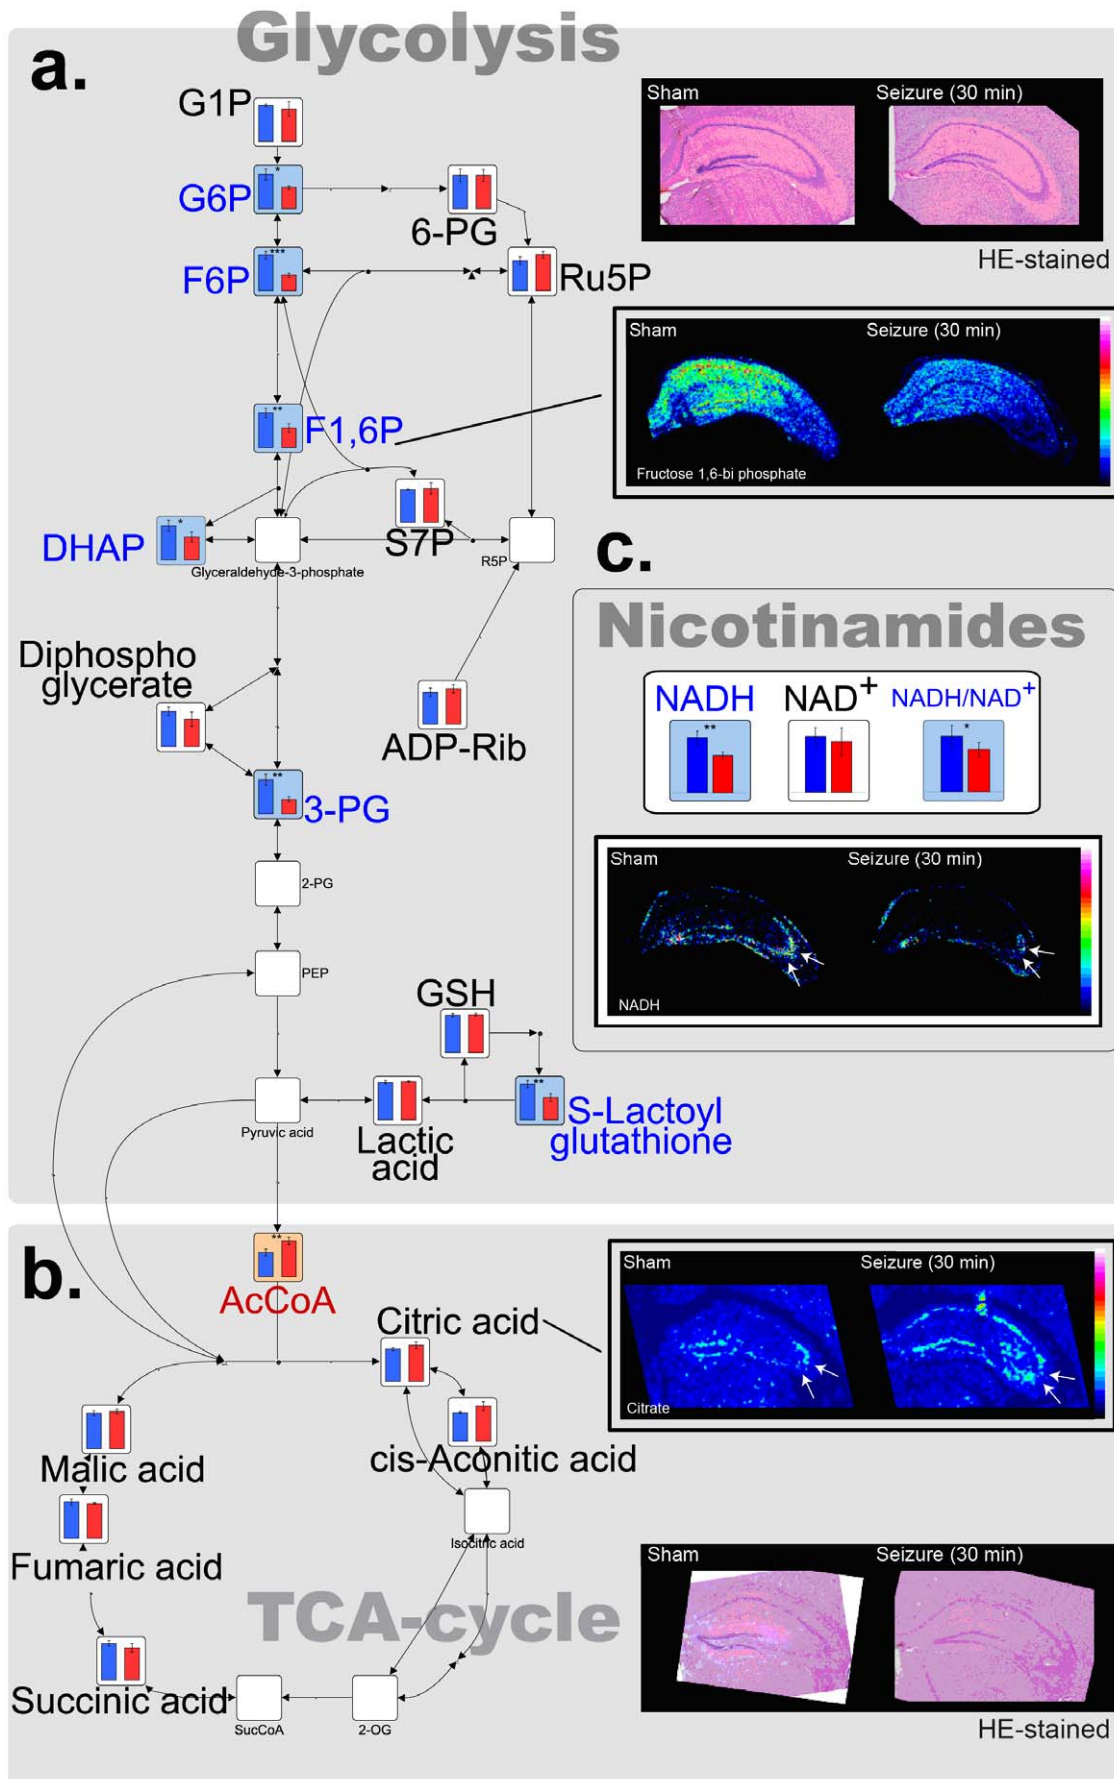 Glycolysis
a.
G1P
Sham
Seizure (30 min)
G6P
*
6-PG
HE-stained
F6P
***
Ru5P
Sham
Seizure (30 min)
F1,6P
**
Fructose 1,6-bi phosphate
DHAP
*
S7P
Glyceraldehyde-3-phosphate
R5P
c.
Nicotinamides
Diphospho
glycerate
NADH
NAD+
NADH/NAD+
**
*
ADP-Rib
3-PG
**
2-PG
Sham
Seizure (30 min)
PEP
NADH
GSH
**
Pyruvic acid
Lactic
acid
S-Lactoyl
glutathione
b.
**
AcCoA
Sham
Seizure (30 min)
Citric acid
Citrate
Malic acid
cis-Aconitic acid
Isocitric acid
Fumaric acid
Sham
Seizure (30 min)
TCA-cycle
Succinic acid
SucCoA
2-OG
HE-stained